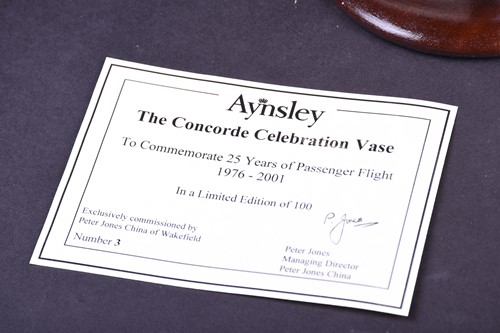 Aynsley
The Concorde Celebration Vase
To Commemorate 25 Years of Passenger Flight
1976 - 2001
In a Limited Edition of 100
P. Jones
Exclusively commissioned by
Peter Jones China of Wakefield
Number 3
Peter Jones
Managing Director
Peter Jones China